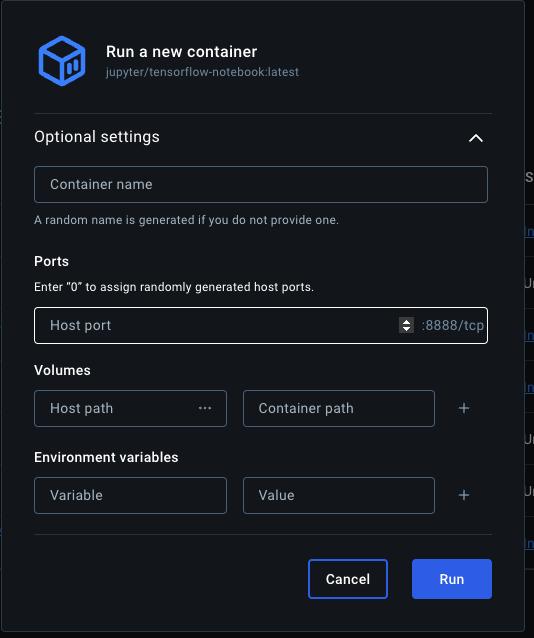 Run a new container
jupyter/tensorflow-notebook:latest
Optional settings
Container name
A random name is generated if you do not provide one.
Ports
Enter “0” to assign randomly generated host ports.
Host port :8888/tcp
Volumes
Host path ··· Container path +
Environment variables
Variable Value +
Cancel Run